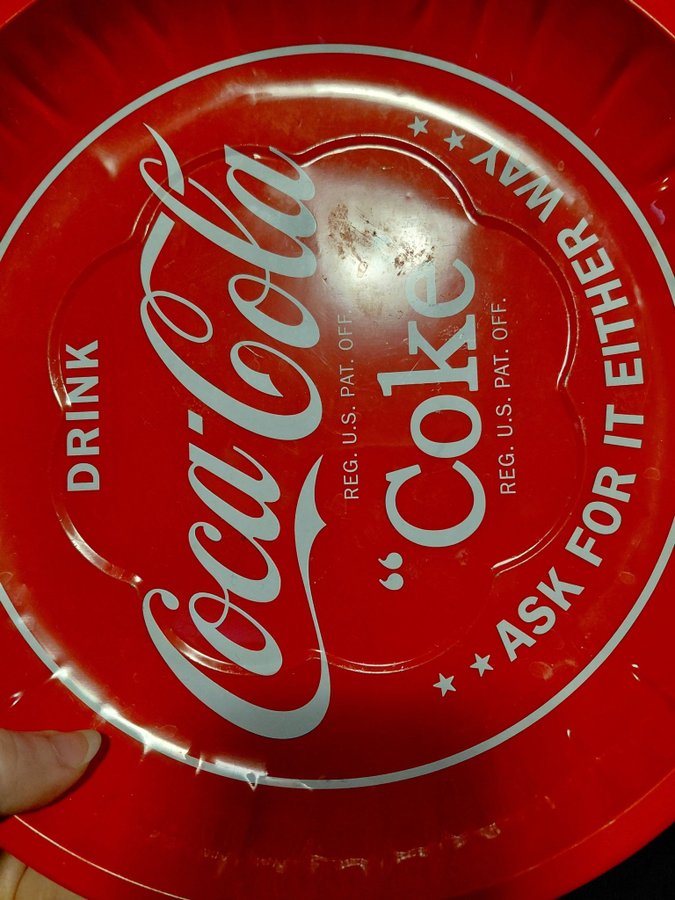 DRINK
Coca-Cola
REG. U.S. PAT. OFF.
“Coke
REG. U.S. PAT. OFF.
★ ★ ASK FOR IT EITHER WAY ★ ★